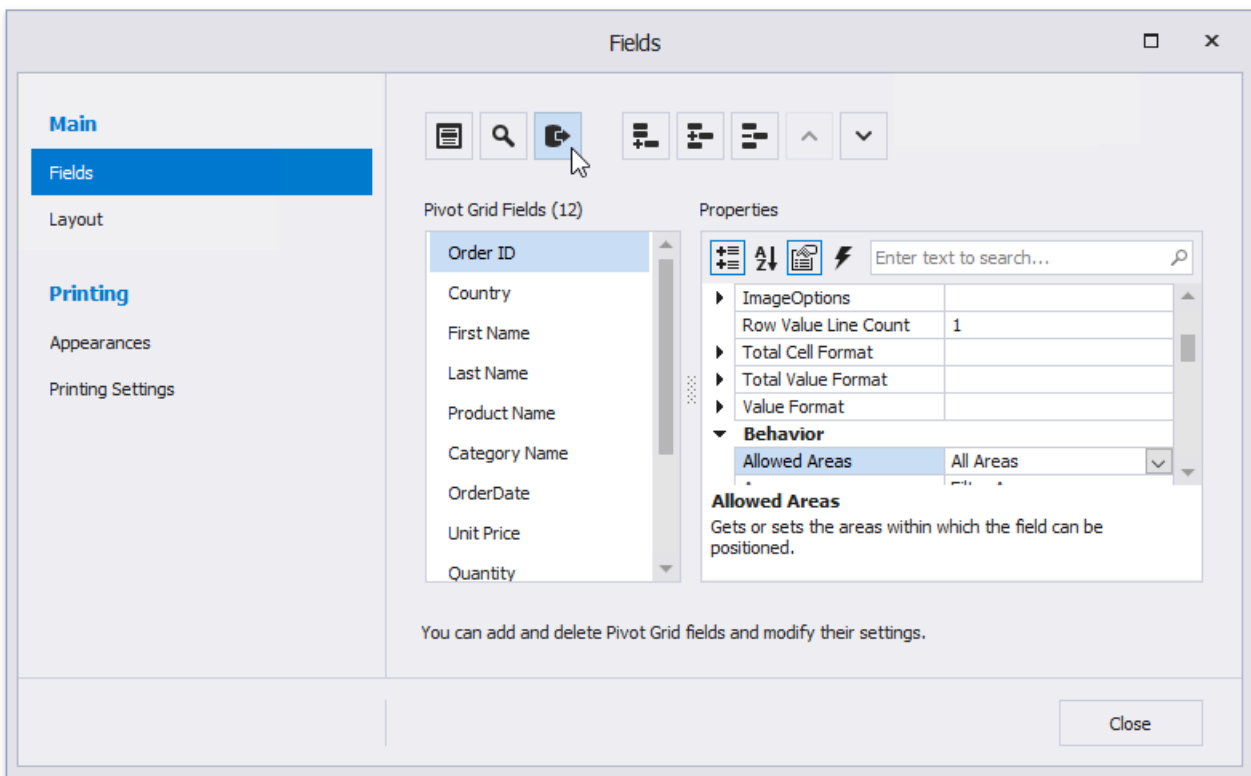 Fields
Main
Fields
Layout
Printing
Appearances
Printing Settings
Pivot Grid Fields (12)
Order ID
Country
First Name
Last Name
Product Name
Category Name
OrderDate
Unit Price
Quantity
Properties
Enter text to search...
ImageOptions
Row Value Line Count 1
Total Cell Format
Total Value Format
Value Format
Behavior
Allowed Areas All Areas
Allowed Areas
Gets or sets the areas within which the field can be
positioned.
You can add and delete Pivot Grid fields and modify their settings.
Close